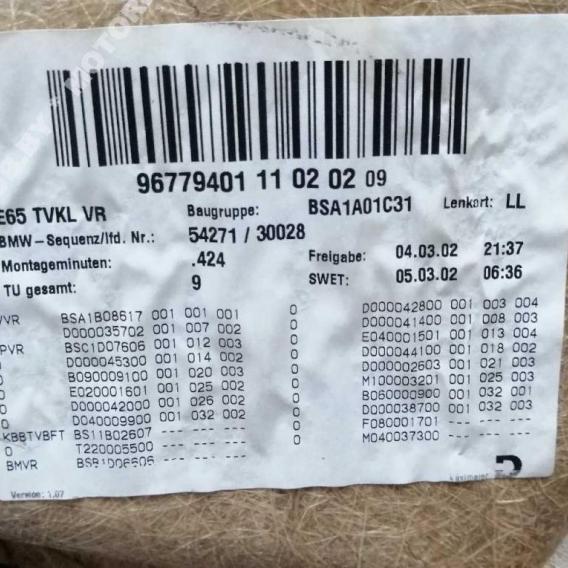 96779401 11 02 02 09
E65 TVKL VR Baugruppe: BSA1A01C31 Lenkart: LL
BMW-Sequenz/lfd. Nr.: 54271 / 30028
Montageminuten: .424 Freigabe: 04.03.02 21:37
TU gesamt: 9 SWET: 05.03.02 06:36
VVR BSA1B08617 001 001 001 0 D000042800 001 003 004
D000035702 001 007 002 0 D000041400 001 008 003
PVR BSC1D07606 001 012 003 0 E040001501 001 013 004
0 D000045300 001 014 002 0 D000044100 001 018 002
0 B090009100 001 020 003 0 D000002603 001 021 003
0 E020001601 001 025 002 0 M100003201 001 025 003
0 D000042000 001 026 002 0 B060000900 001 032 002
0 D040009900 001 032 002 0 D000038700 001 032 003
KBBTVBFT BS11B02607 0 F080001701
0 T220005500 0 M040037300
BMVR BSB1D06606
Version: 1.07